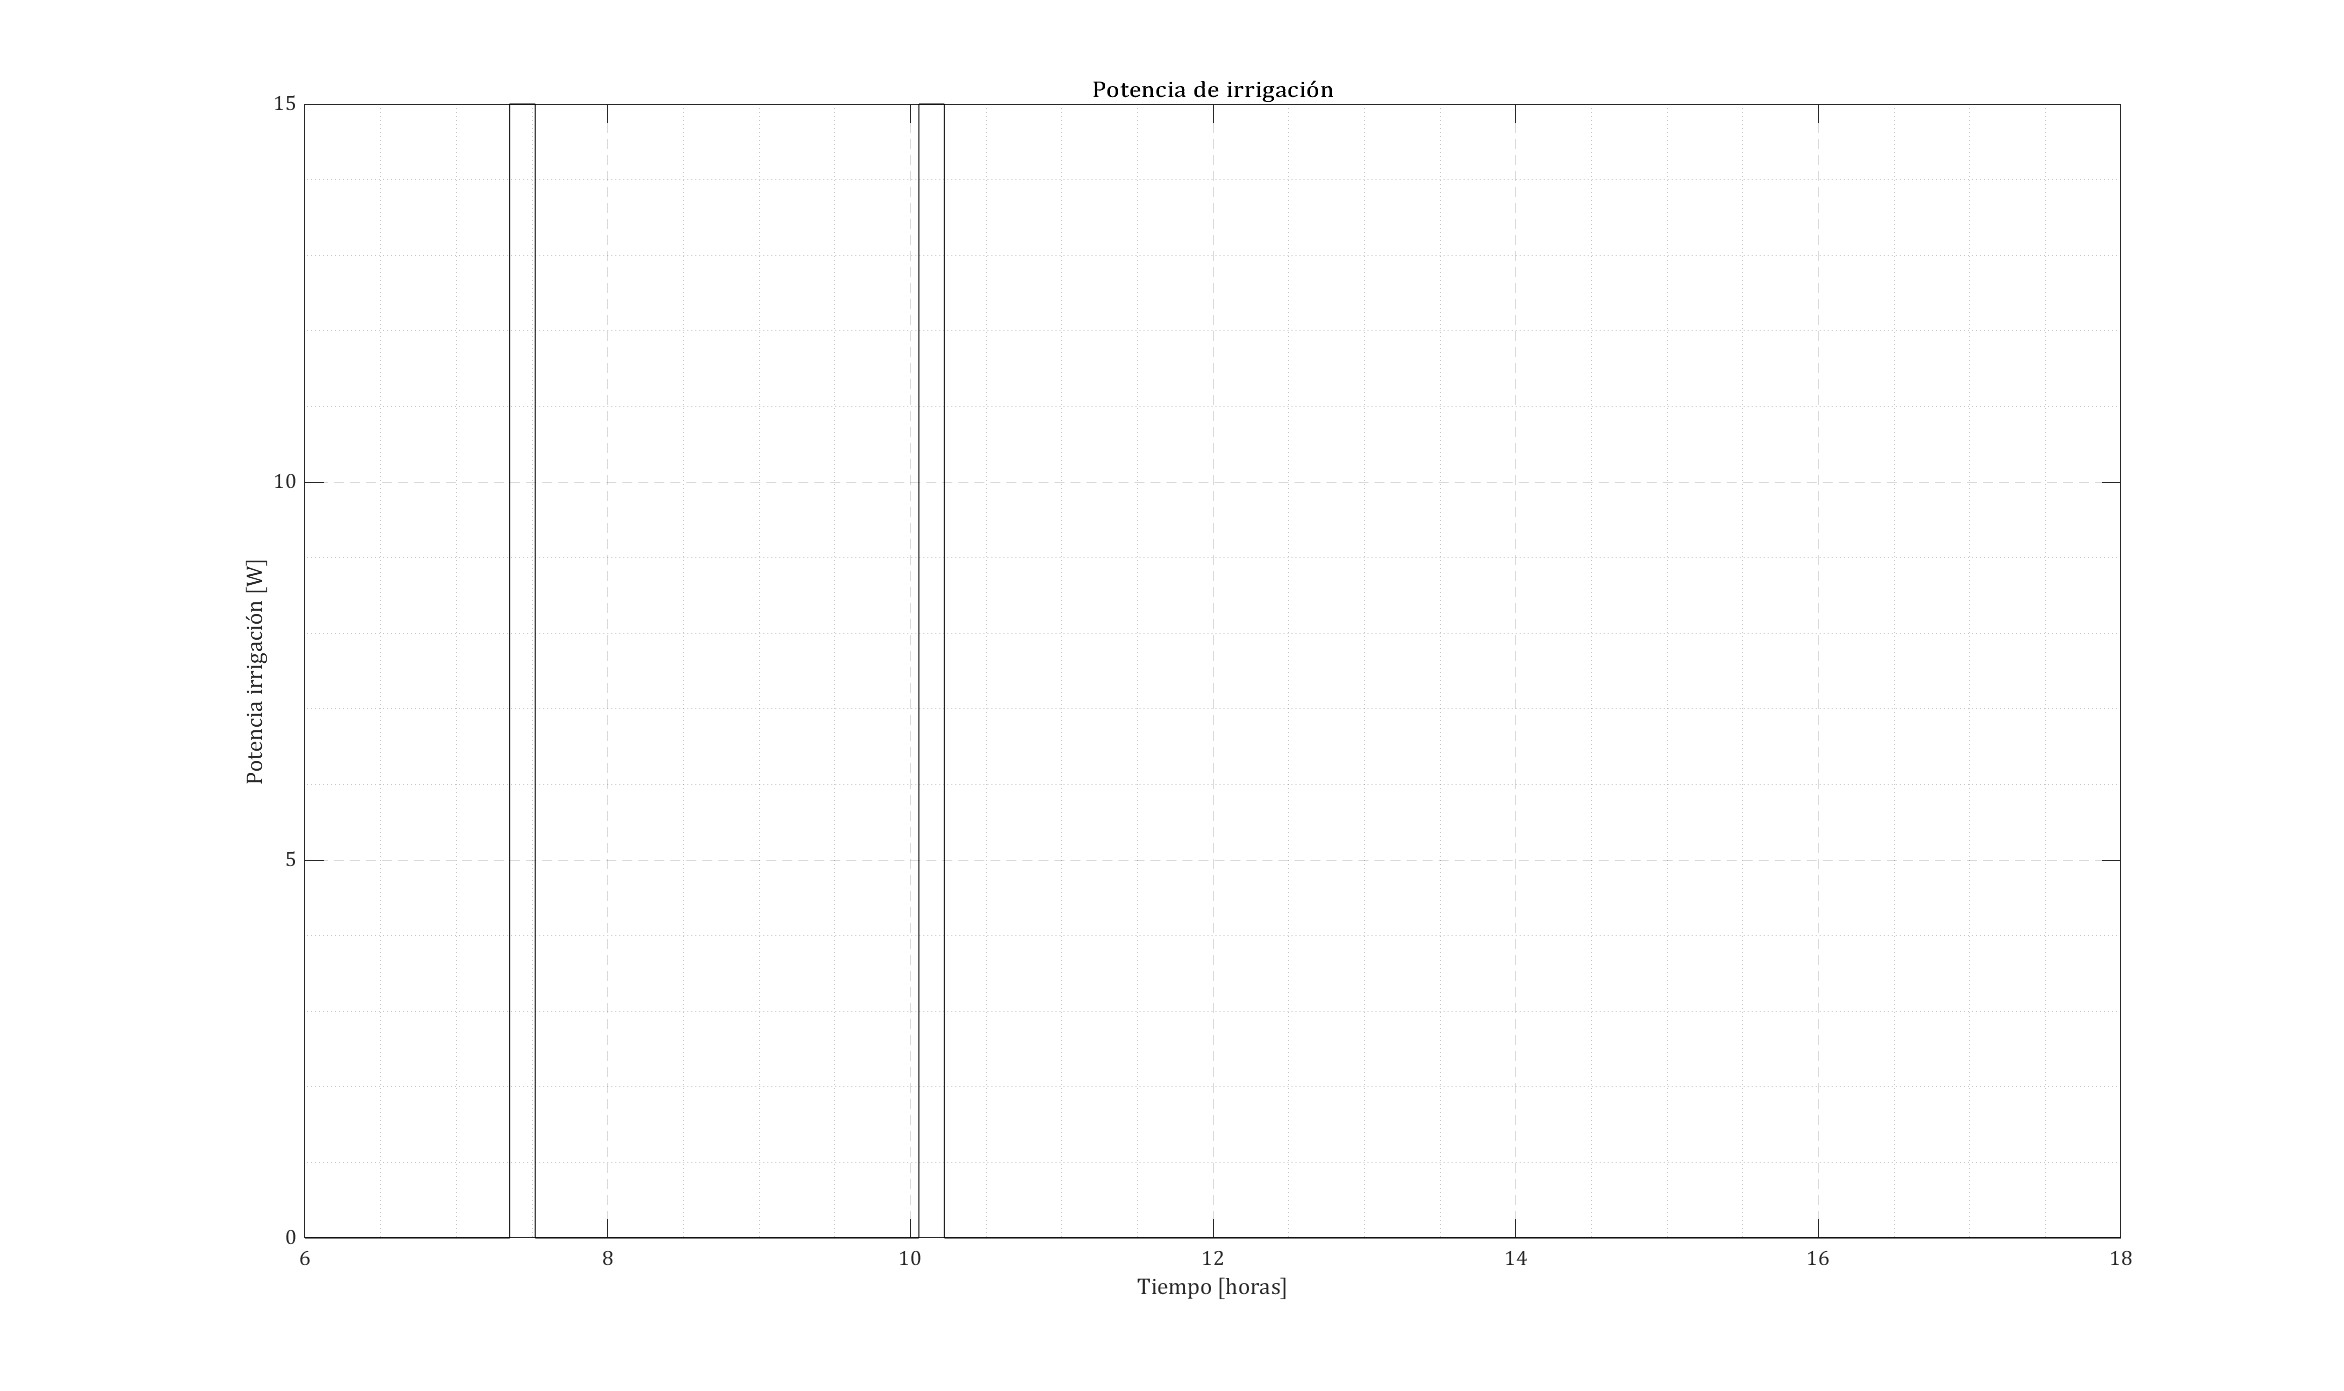 Potencia de irrigación
15
10
5
0
Potencia irrigación [W]
6 8 10 12 14 16 18
Tiempo [horas]